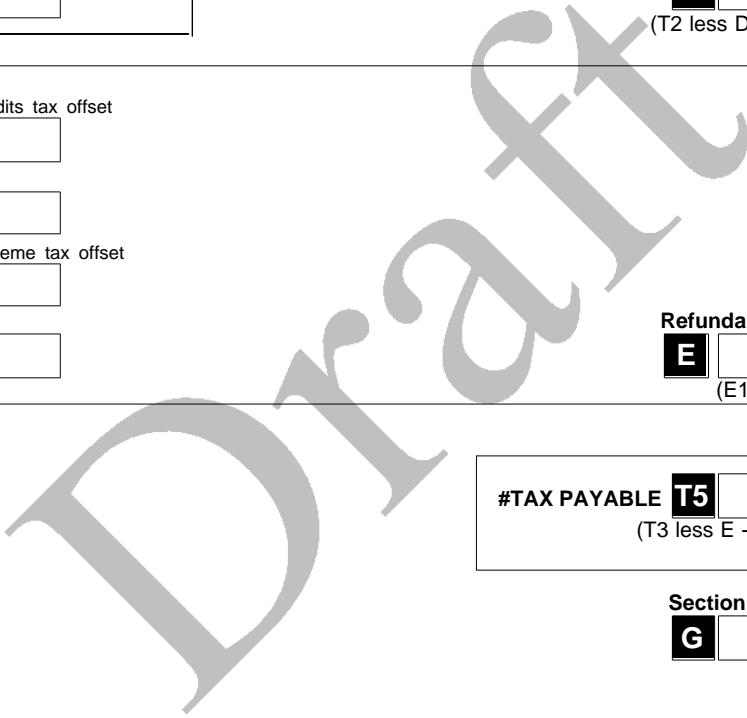 (T2 less D
dits tax offset
eme tax offset
Refunda
E
(E1
#TAX PAYABLE T5
(T3 less E -
Section
G
Draft